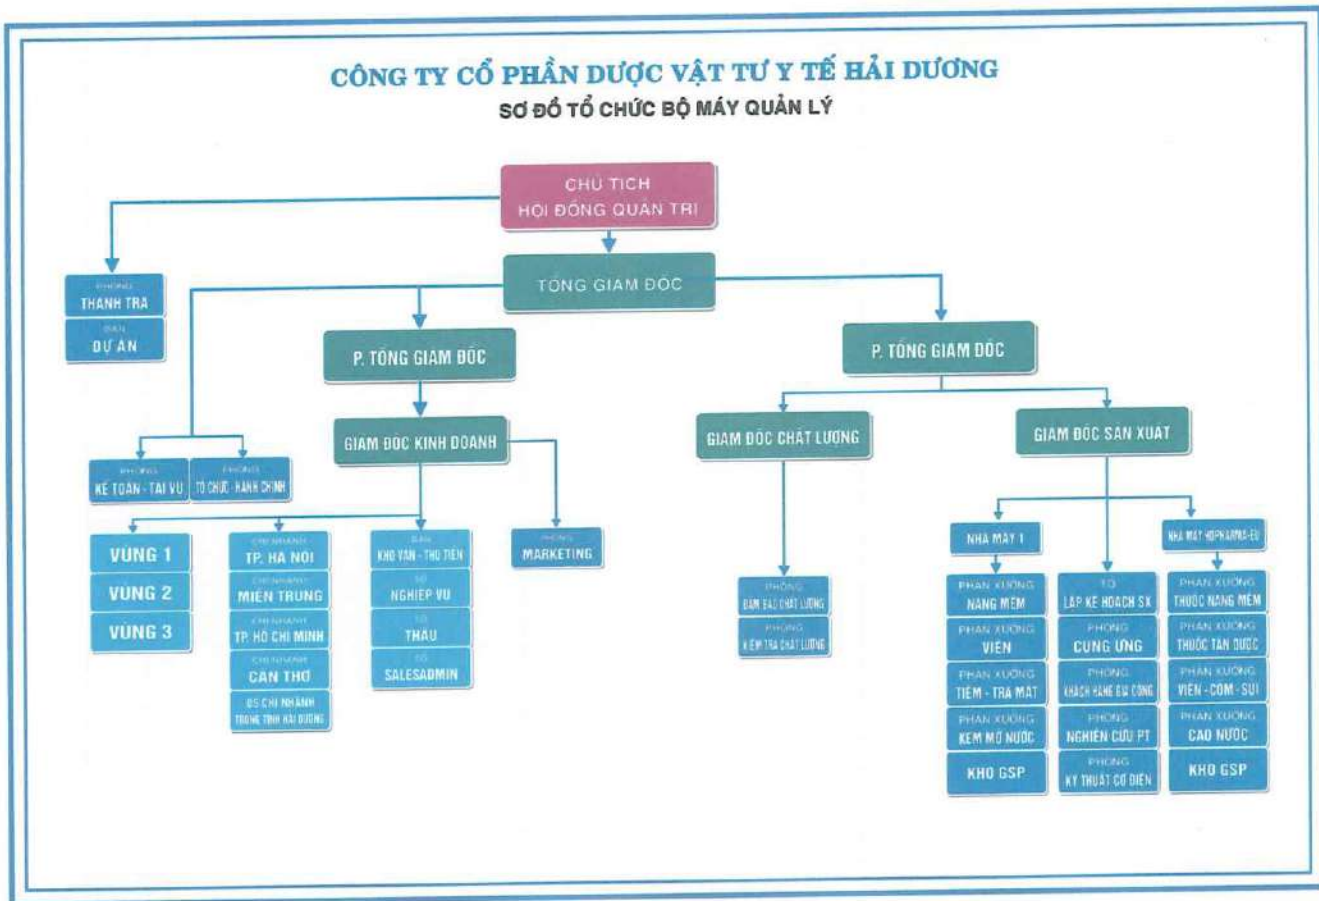 CÔNG TY CỔ PHẦN DƯỢC VẬT TƯ Y TẾ HẢI DƯƠNG
SƠ ĐỒ TỔ CHỨC BỘ MÁY QUẢN LÝ
CHỦ TỊCH
HỘI ĐỒNG QUẢN TRỊ
TỔNG GIÁM ĐỐC
PHÒNG
THANH TRA
BAN
DỰ ÁN
P. TỔNG GIÁM ĐỐC
P. TỔNG GIÁM ĐỐC
GIÁM ĐỐC KINH DOANH
GIÁM ĐỐC CHẤT LƯỢNG
GIÁM ĐỐC SẢN XUẤT
PHÒNG
KẾ TOÁN - TÀI VỤ
PHÒNG
TỔ CHỨC - HÀNH CHÍNH
VÙNG 1
VÙNG 2
VÙNG 3
CHI NHÁNH
TP. HÀ NỘI
CHI NHÁNH
MIỀN TRUNG
CHI NHÁNH
TP. HỒ CHÍ MINH
CHI NHÁNH
CẦN THƠ
05 CHI NHÁNH
TRONG TỈNH HẢI DƯƠNG
BAN
KHO VẬN - THU TIỀN
TỔ
NGHIỆP VỤ
TỔ
THẦU
TỔ
SALESADMIN
PHÒNG
MARKETING
PHÒNG
ĐẢM BẢO CHẤT LƯỢNG
PHÒNG
KIỂM TRA CHẤT LƯỢNG
NHÀ MÁY 1
PHÂN XƯỞNG
NANG MỀM
PHÂN XƯỞNG
VIÊN
PHÂN XƯỞNG
TIÊM - TRA MẮT
PHÂN XƯỞNG
KEM MỠ NƯỚC
KHO GSP
TỔ
LẬP KẾ HOẠCH SX
PHÒNG
CUNG ỨNG
PHÒNG
KHÁCH HÀNG GIA CÔNG
PHÒNG
NGHIÊN CỨU PT
PHÒNG
KỸ THUẬT CƠ ĐIỆN
NHÀ MÁY HDPHARMA-EU
PHÂN XƯỞNG
THUỐC NANG MỀM
PHÂN XƯỞNG
THUỐC TÂN DƯỢC
PHÂN XƯỞNG
VIÊN - CỐM - SỦI
PHÂN XƯỞNG
CAO NƯỚC
KHO GSP